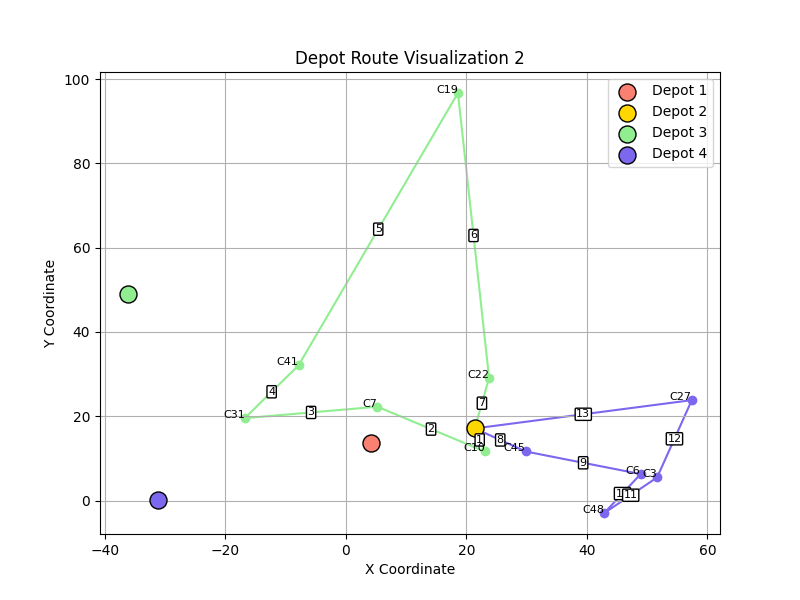 Depot Route Visualization 2
Depot 1
Depot 2
Depot 3
Depot 4
Y Coordinate
100
80
60
40
20
0
C19
5
6
C41
C22
4
7
C31
3
C7
2
C10
1
8
C45
9
C6
C3
C48
11
12
C27
13
−40
−20
0
20
40
60
X Coordinate